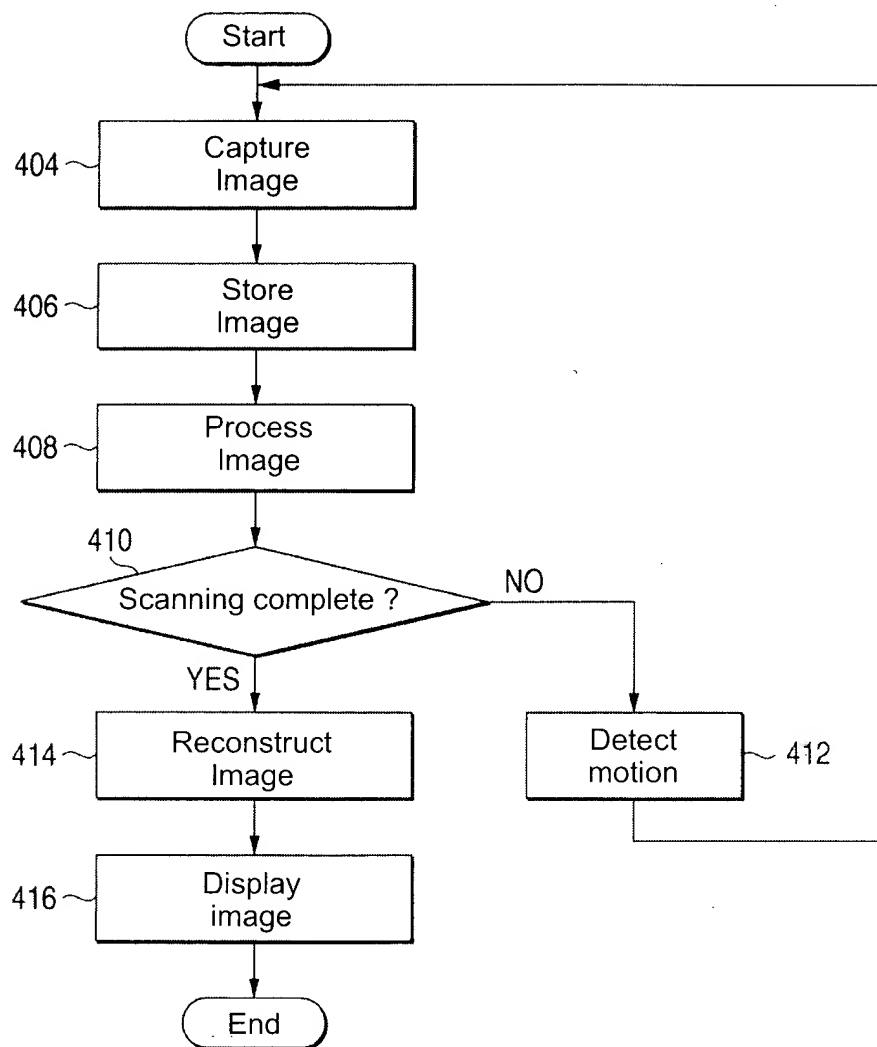 Start
404
Capture
Image
406
Store
Image
408
Process
Image
410
Scanning complete ?
NO
YES
414
Reconstruct
Image
Detect
motion
412
416
Display
image
End